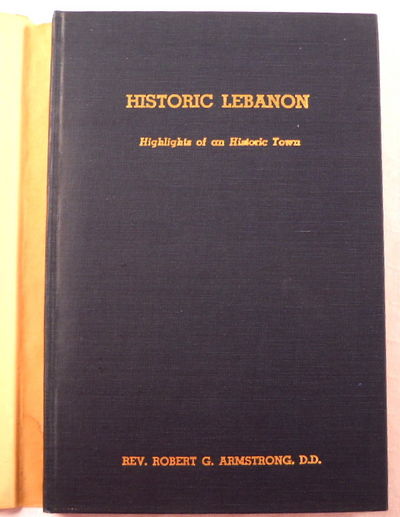 HISTORIC LEBANON
Highlights of an Historic Town
REV. ROBERT G. ARMSTRONG, D.D.